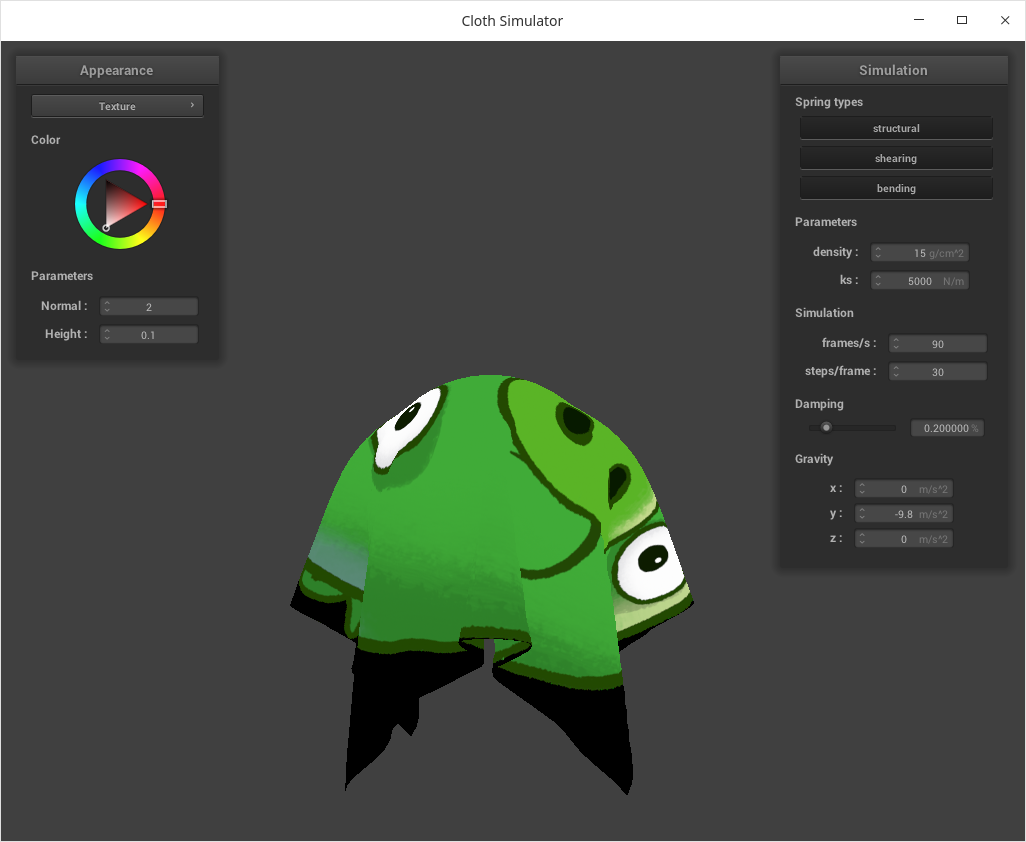 Cloth Simulator
Appearance
Texture ›
Color
Parameters
Normal : 2
Height : 0.1
Simulation
Spring types
structural
shearing
bending
Parameters
density : 15 g/cm^2
ks : 5000 N/m
Simulation
frames/s : 90
steps/frame : 30
Damping
0.200000 %
Gravity
x : 0 m/s^2
y : -9.8 m/s^2
z : 0 m/s^2